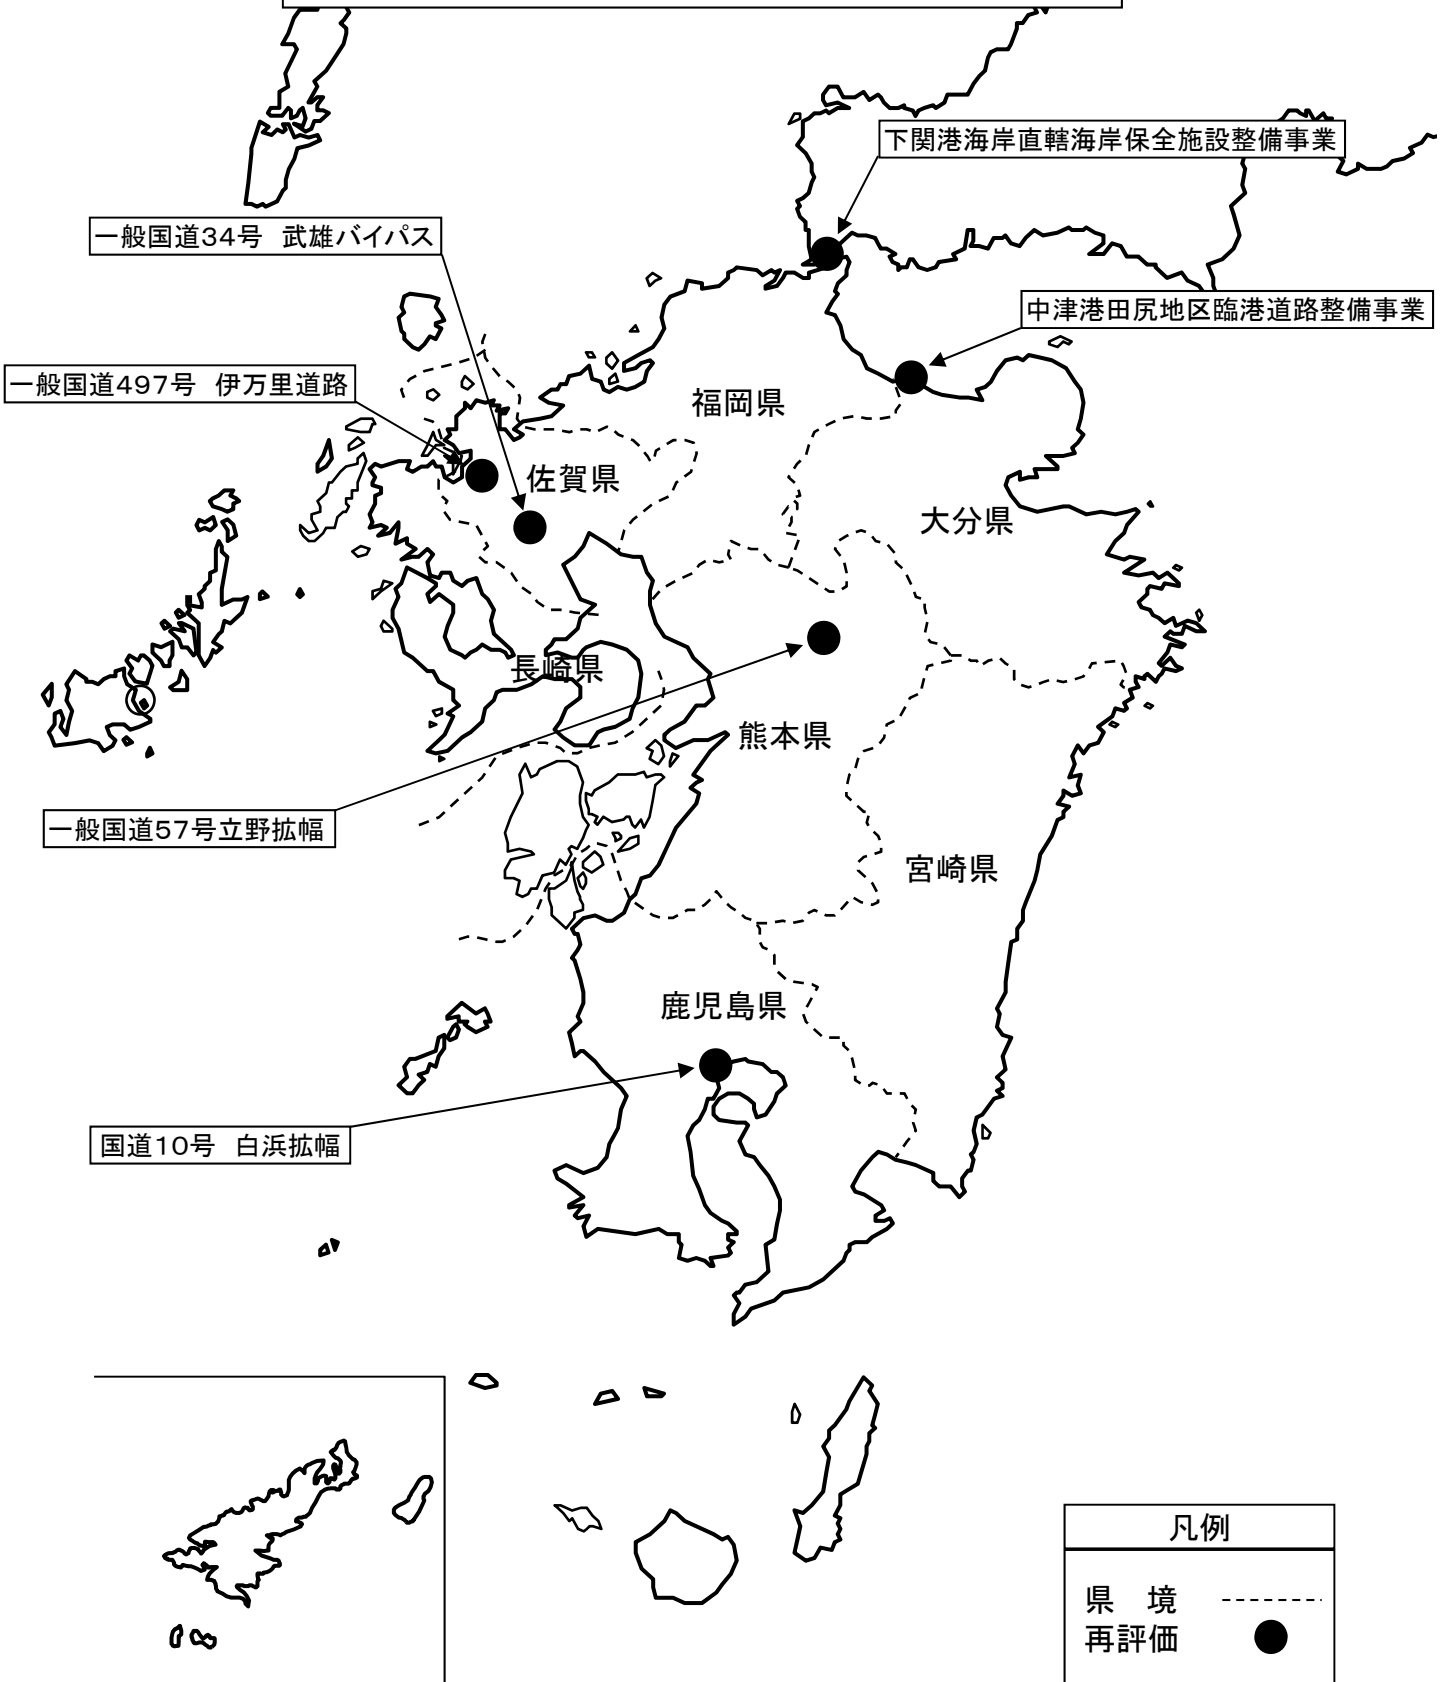 下関港海岸直轄海岸保全施設整備事業
一般国道34号　武雄バイパス
中津港田尻地区臨港道路整備事業
一般国道497号　伊万里道路
福岡県
佐賀県
大分県
長崎県
熊本県
一般国道57号立野拡幅
宮崎県
鹿児島県
国道10号　白浜拡幅
凡例
県　境
再評価